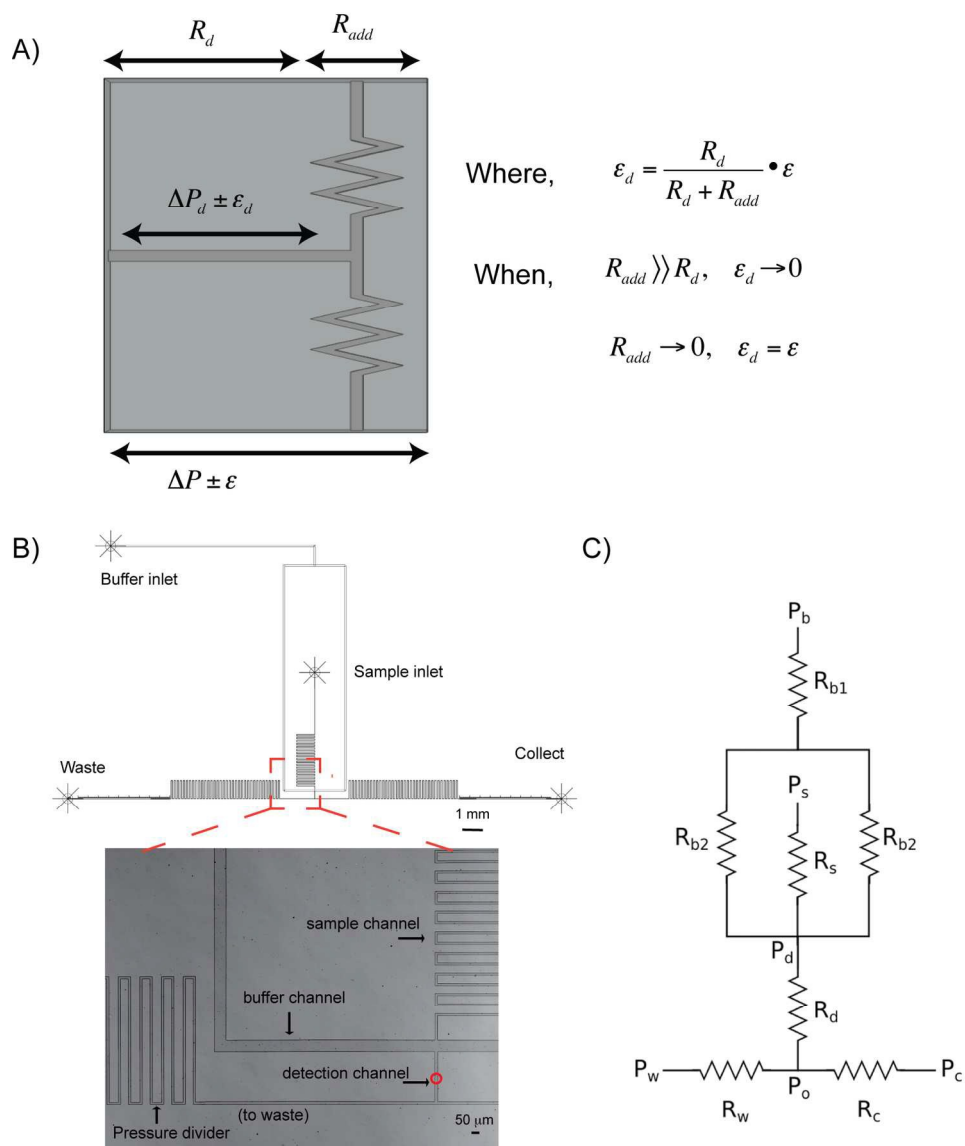 A)
R_d R_add
ΔP_d ± ε_d
ΔP ± ε
Where, ε_d = R_d / (R_d + R_add) • ε
When, R_add ⟩⟩ R_d, ε_d → 0
R_add → 0, ε_d = ε
B)
Buffer inlet
Sample inlet
Waste
Collect
1 mm
sample channel
buffer channel
detection channel
(to waste)
Pressure divider
50 μm
C)
P_b
R_b1
P_s
R_b2 R_s R_b2
P_d
R_d
P_w P_o P_c
R_w R_c